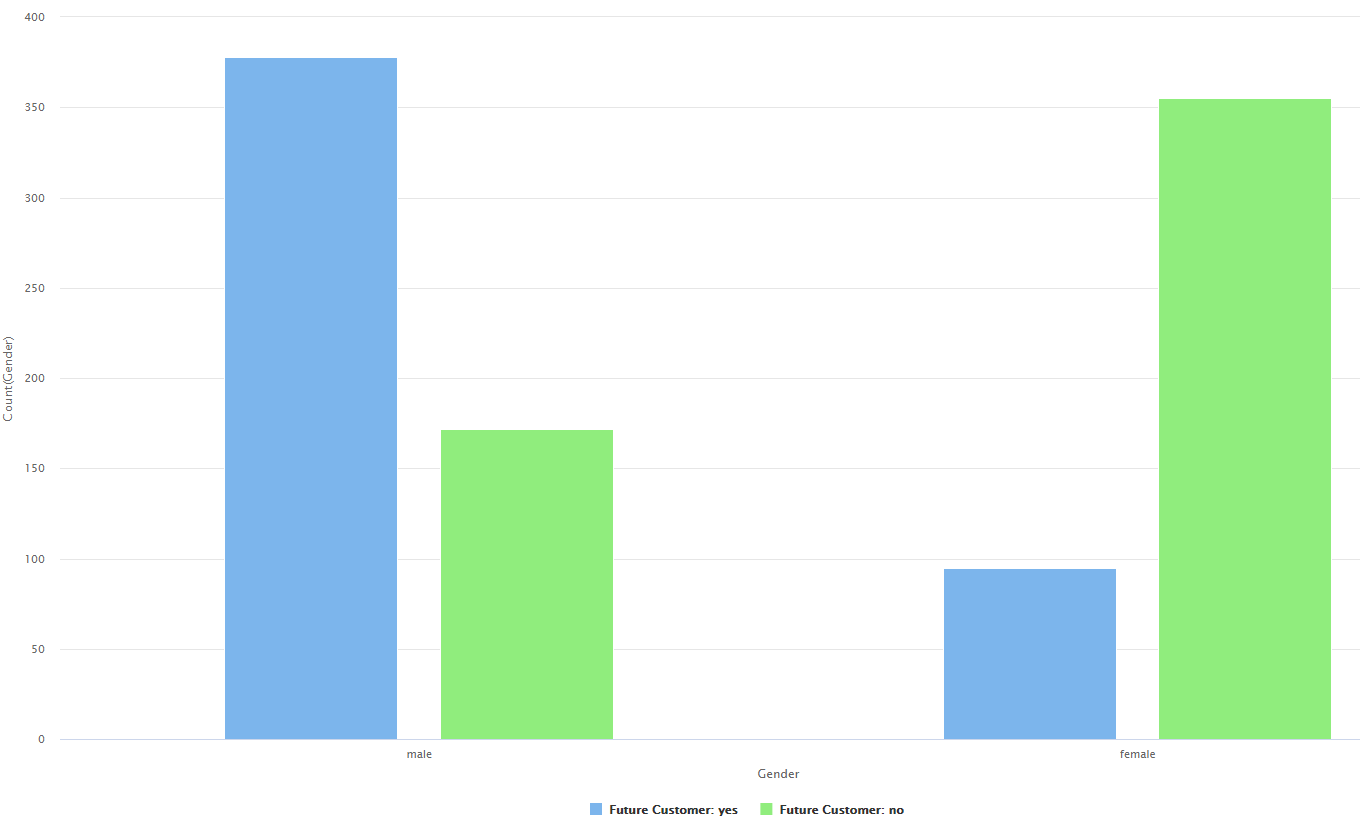 400
350
300
250
200
150
100
50
0
Count(Gender)
male
female
Gender
Future Customer: yes
Future Customer: no